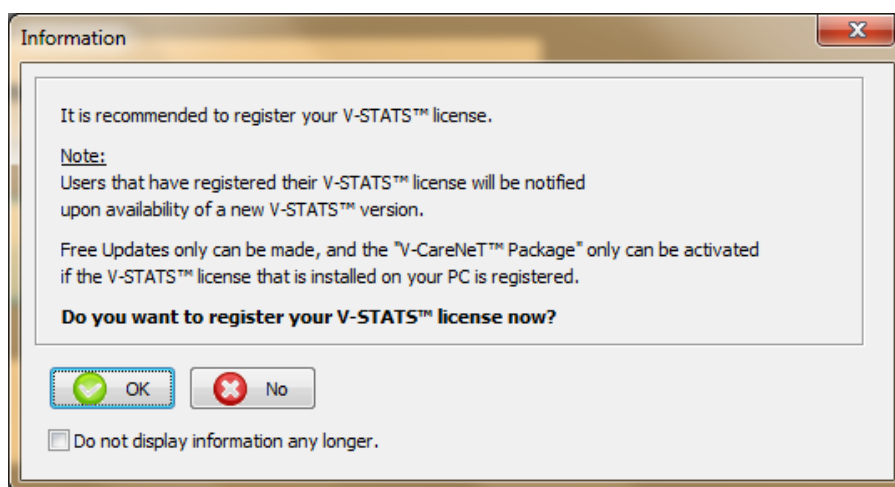 Information
It is recommended to register your V-STATS™ license.
Note:
Users that have registered their V-STATS™ license will be notified
upon availability of a new V-STATS™ version.
Free Updates only can be made, and the "V-CareNeT™ Package" only can be activated
if the V-STATS™ license that is installed on your PC is registered.
Do you want to register your V-STATS™ license now?
OK No
Do not display information any longer.